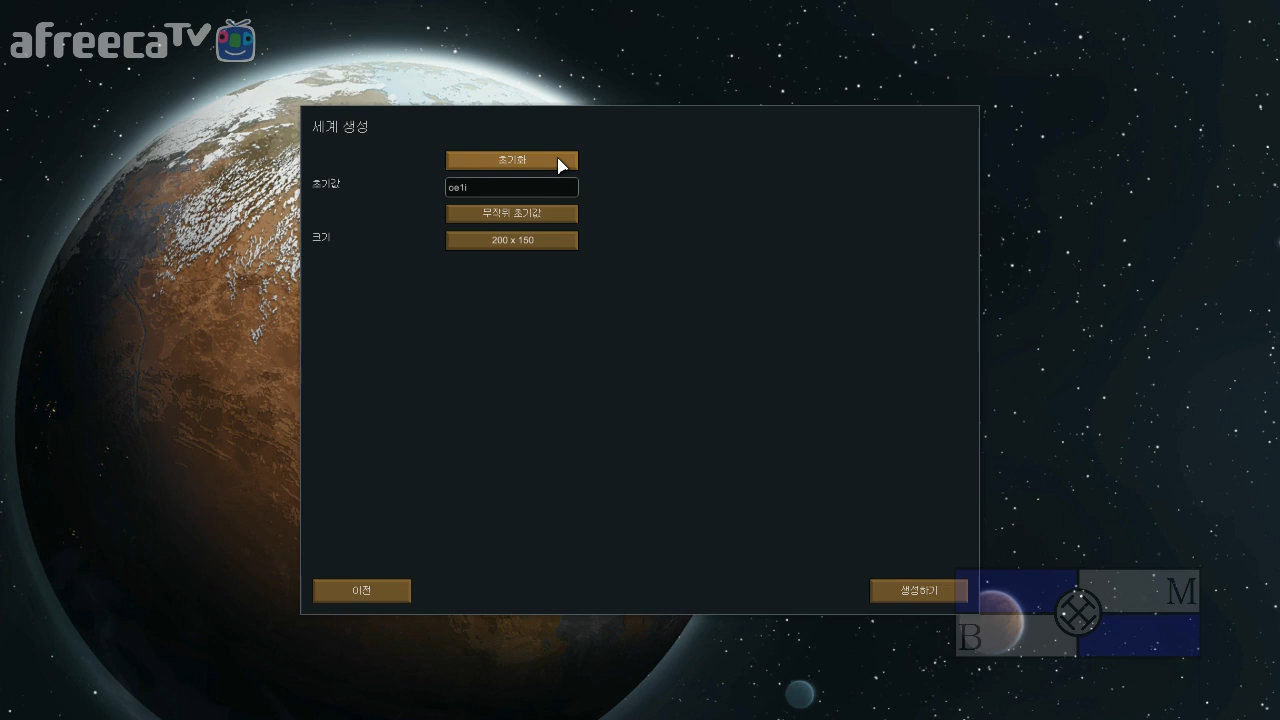 afreecaTV
세계 생성
초기화
초기값
oe1i
무작위 초기값
크기
200 x 150
이전
생성하기
M
B